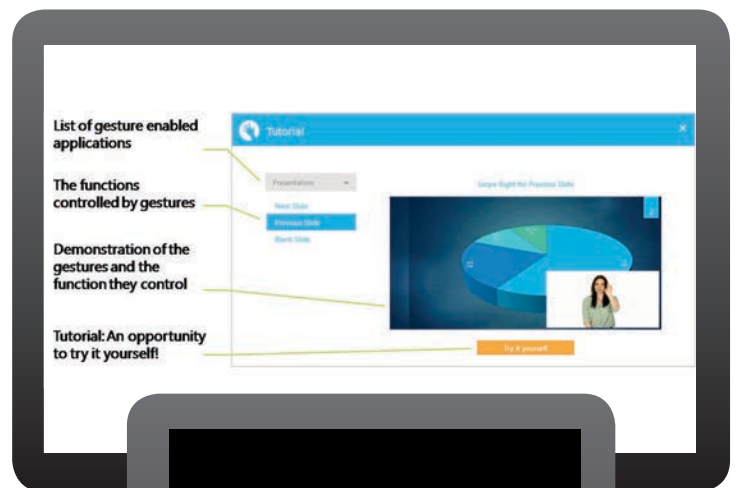 List of gesture enabled
applications
The functions
controlled by gestures
Demonstration of the
gestures and the
function they control
Tutorial: An opportunity
to try it yourself!
Tutorial
Presentation
Next Slide
Previous Slide
Blank Slide
Swipe Right for Previous Slide
Try it yourself